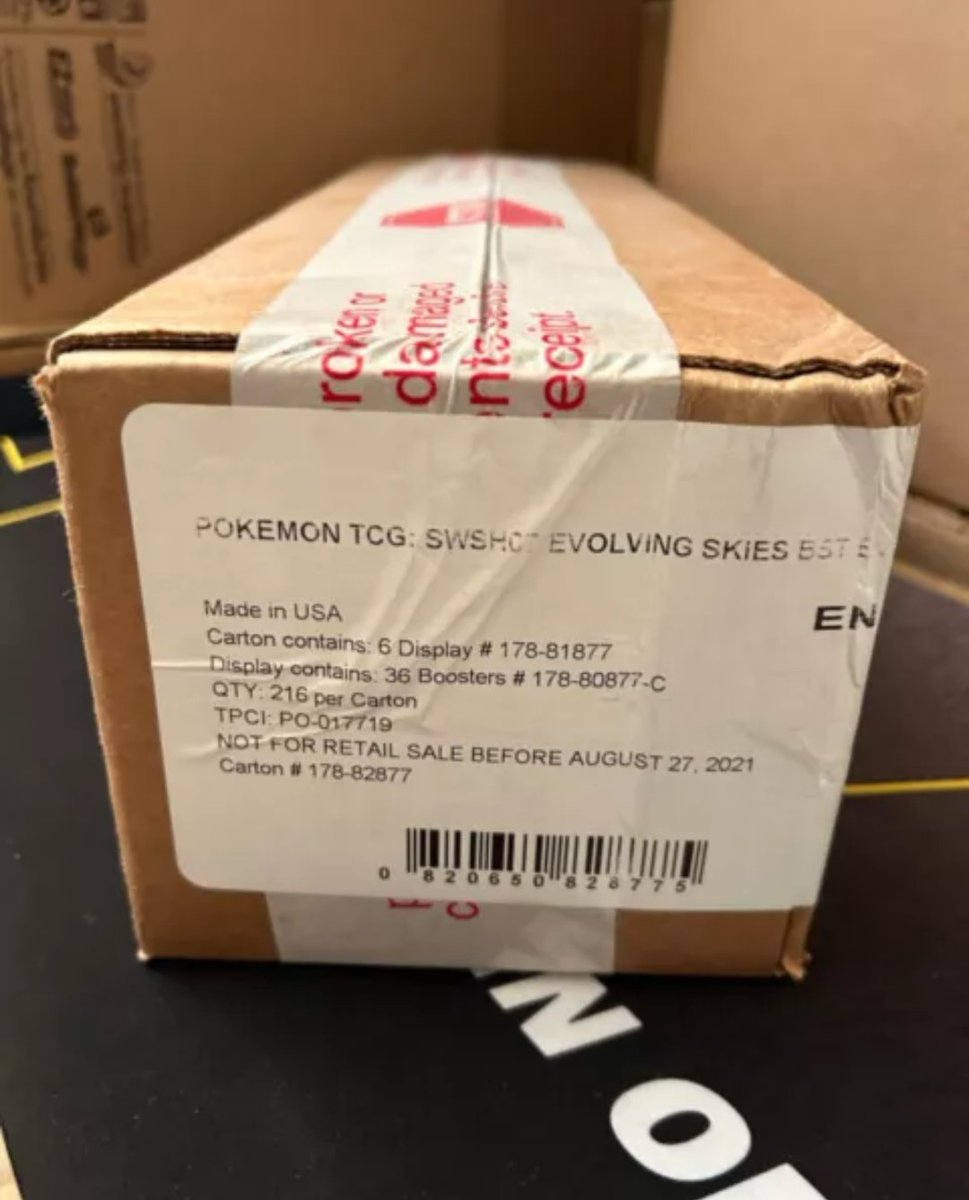 roken or
damaged
receipt
POKEMON TCG: EVOLVING SKIES BST
EN
Made in USA
Carton contains: 6 Display # 178-81877
Display contains: 36 Boosters # 178-80877-C
QTY: 216 per Carton
TPCI: PO-017719
NOT FOR RETAIL SALE BEFORE AUGUST 27, 2021
Carton # 178-82877
0 820650 828775
N
O